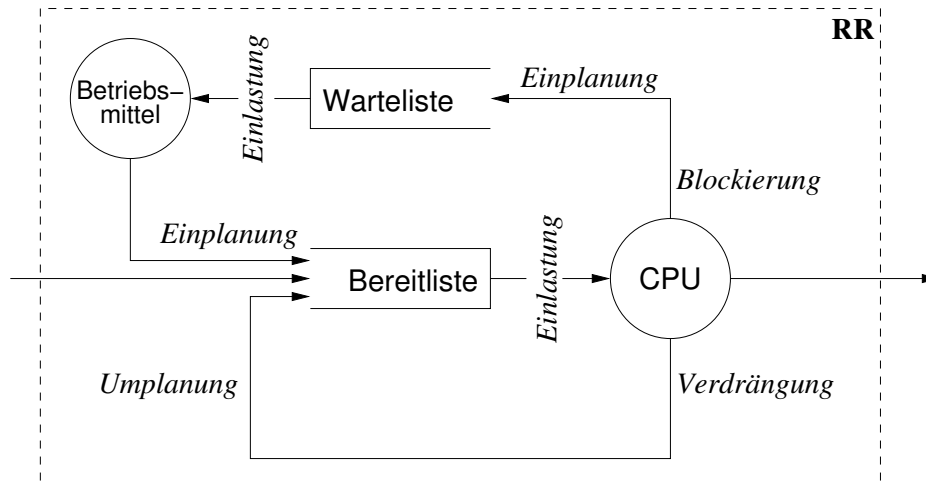 RR
Betriebs−
mittel
Einlastung
Warteliste
Einplanung
Blockierung
Einplanung
Bereitliste
Einlastung
CPU
Umplanung
Verdrängung